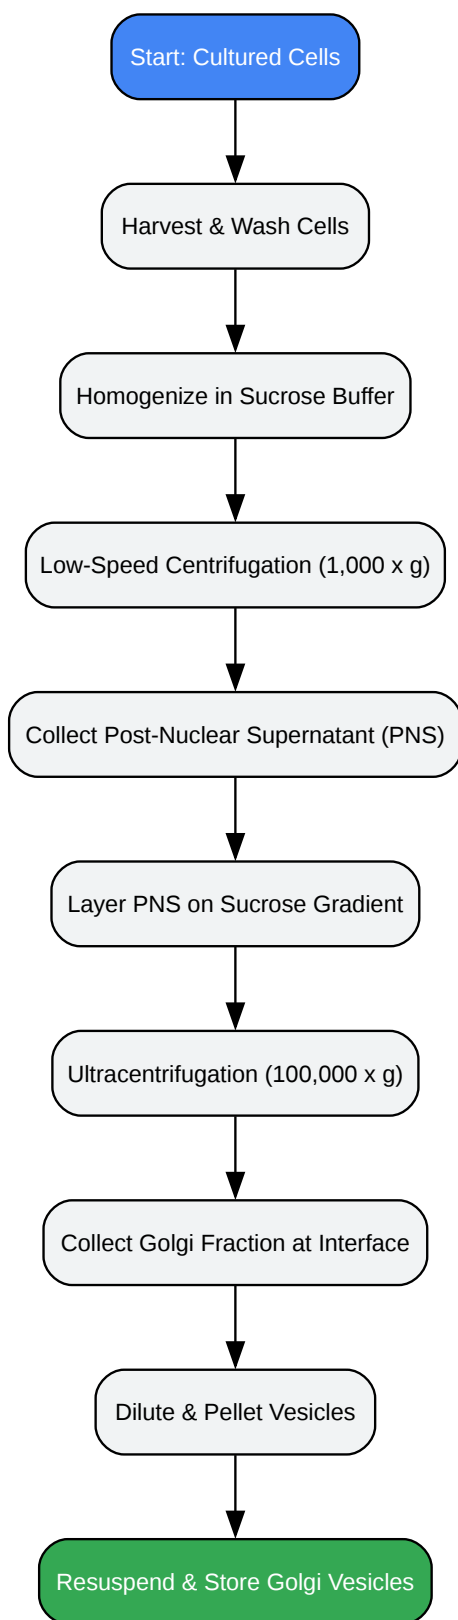 Start: Cultured Cells
Harvest & Wash Cells
Homogenize in Sucrose Buffer
Low-Speed Centrifugation (1,000 x g)
Collect Post-Nuclear Supernatant (PNS)
Layer PNS on Sucrose Gradient
Ultracentrifugation (100,000 x g)
Collect Golgi Fraction at Interface
Dilute & Pellet Vesicles
Resuspend & Store Golgi Vesicles